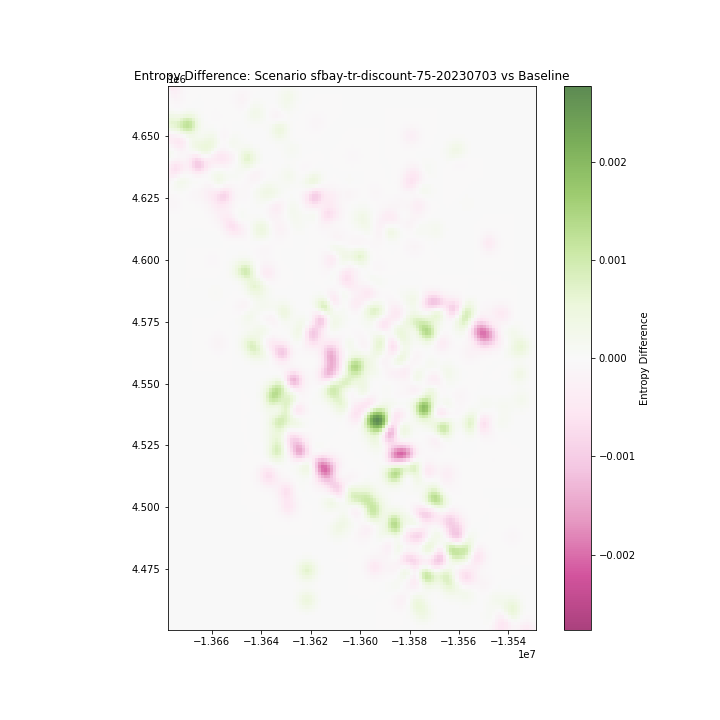 Entropy Difference: Scenario sfbay-tr-discount-75-20230703 vs Baseline
1e6
4.650
4.625
4.600
4.575
4.550
4.525
4.500
4.475
−1.366 −1.364 −1.362 −1.360 −1.358 −1.356 −1.354
1e7
0.002
0.001
0.000
−0.001
−0.002
Entropy Difference